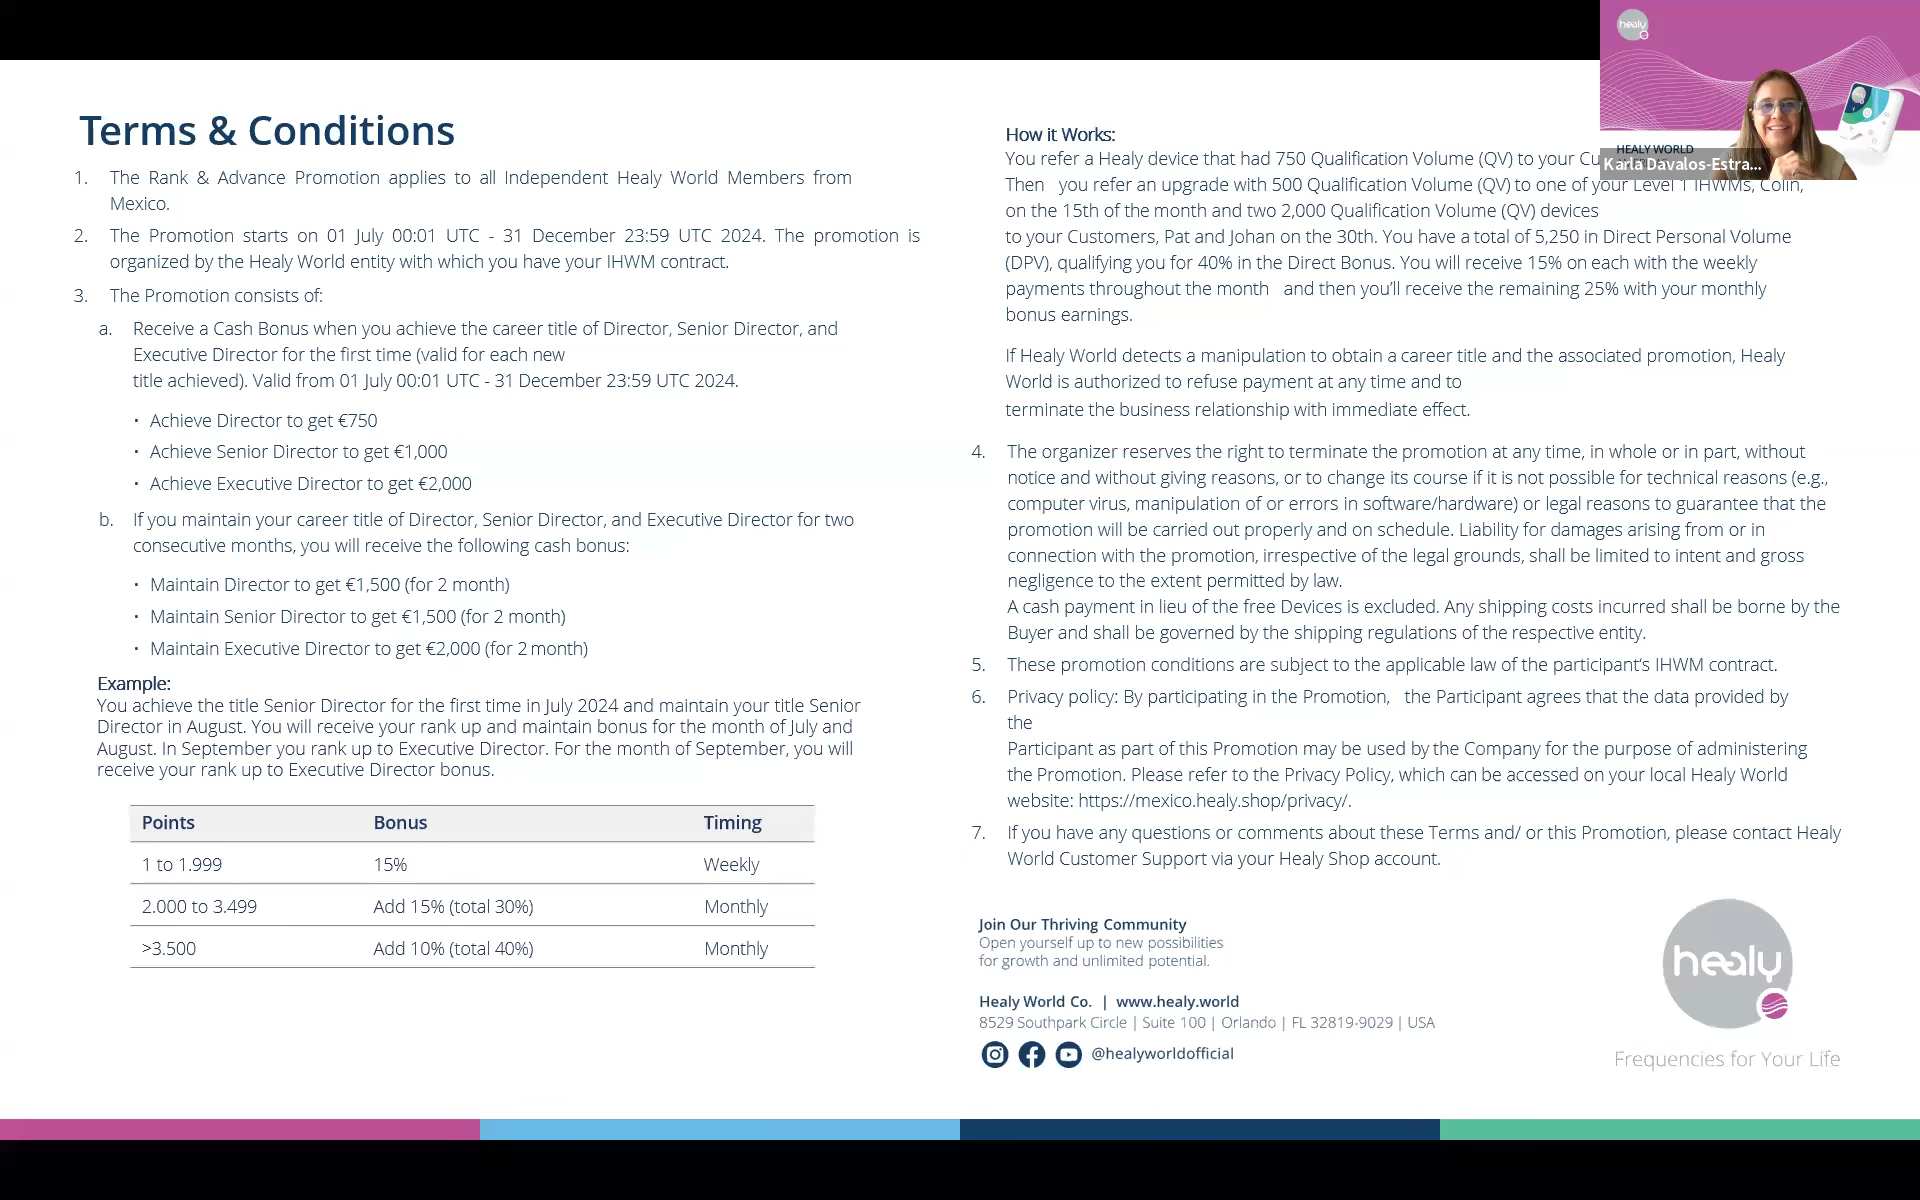 Terms & Conditions
1. The Rank & Advance Promotion applies to all Independent Healy World Members from
Mexico.
2. The Promotion starts on 01 July 00:01 UTC - 31 December 23:59 UTC 2024. The promotion is
organized by the Healy World entity with which you have your IHWM contract.
3. The Promotion consists of:
a. Receive a Cash Bonus when you achieve the career title of Director, Senior Director, and
Executive Director for the first time (valid for each new
title achieved). Valid from 01 July 00:01 UTC - 31 December 23:59 UTC 2024.
• Achieve Director to get €750
• Achieve Senior Director to get €1,000
• Achieve Executive Director to get €2,000
b. If you maintain your career title of Director, Senior Director, and Executive Director for two
consecutive months, you will receive the following cash bonus:
• Maintain Director to get €1,500 (for 2 month)
• Maintain Senior Director to get €1,500 (for 2 month)
• Maintain Executive Director to get €2,000 (for 2 month)
Example:
You achieve the title Senior Director for the first time in July 2024 and maintain your title Senior
Director in August. You will receive your rank up and maintain bonus for the month of July and
August. In September you rank up to Executive Director. For the month of September, you will
receive your rank up to Executive Director bonus.
Points Bonus Timing
1 to 1.999 15% Weekly
2.000 to 3.499 Add 15% (total 30%) Monthly
>3.500 Add 10% (total 40%) Monthly
How it Works:
You refer a Healy device that had 750 Qualification Volume (QV) to your
Then you refer an upgrade with 500 Qualification Volume (QV) to one of your Level 1 IHWMs, Colin,
on the 15th of the month and two 2,000 Qualification Volume (QV) devices
to your Customers, Pat and Johan on the 30th. You have a total of 5,250 in Direct Personal Volume
(DPV), qualifying you for 40% in the Direct Bonus. You will receive 15% on each with the weekly
payments throughout the month and then you'll receive the remaining 25% with your monthly
bonus earnings.
If Healy World detects a manipulation to obtain a career title and the associated promotion, Healy
World is authorized to refuse payment at any time and to
terminate the business relationship with immediate effect.
4. The organizer reserves the right to terminate the promotion at any time, in whole or in part, without
notice and without giving reasons, or to change its course if it is not possible for technical reasons (e.g.,
computer virus, manipulation of or errors in software/hardware) or legal reasons to guarantee that the
promotion will be carried out properly and on schedule. Liability for damages arising from or in
connection with the promotion, irrespective of the legal grounds, shall be limited to intent and gross
negligence to the extent permitted by law.
A cash payment in lieu of the free Devices is excluded. Any shipping costs incurred shall be borne by the
Buyer and shall be governed by the shipping regulations of the respective entity.
5. These promotion conditions are subject to the applicable law of the participant's IHWM contract.
6. Privacy policy: By participating in the Promotion, the Participant agrees that the data provided by
the
Participant as part of this Promotion may be used by the Company for the purpose of administering
the Promotion. Please refer to the Privacy Policy, which can be accessed on your local Healy World
website: https://mexico.healy.shop/privacy/.
7. If you have any questions or comments about these Terms and/ or this Promotion, please contact Healy
World Customer Support via your Healy Shop account.
Join Our Thriving Community
Open yourself up to new possibilities
for growth and unlimited potential.
Healy World Co. | www.healy.world
8529 Southpark Circle | Suite 100 | Orlando | FL 32819-9029 | USA
@healyworldofficial
healy
Frequencies for Your Life
healy
HEALY WORLD
Karla Davalos-Estra...